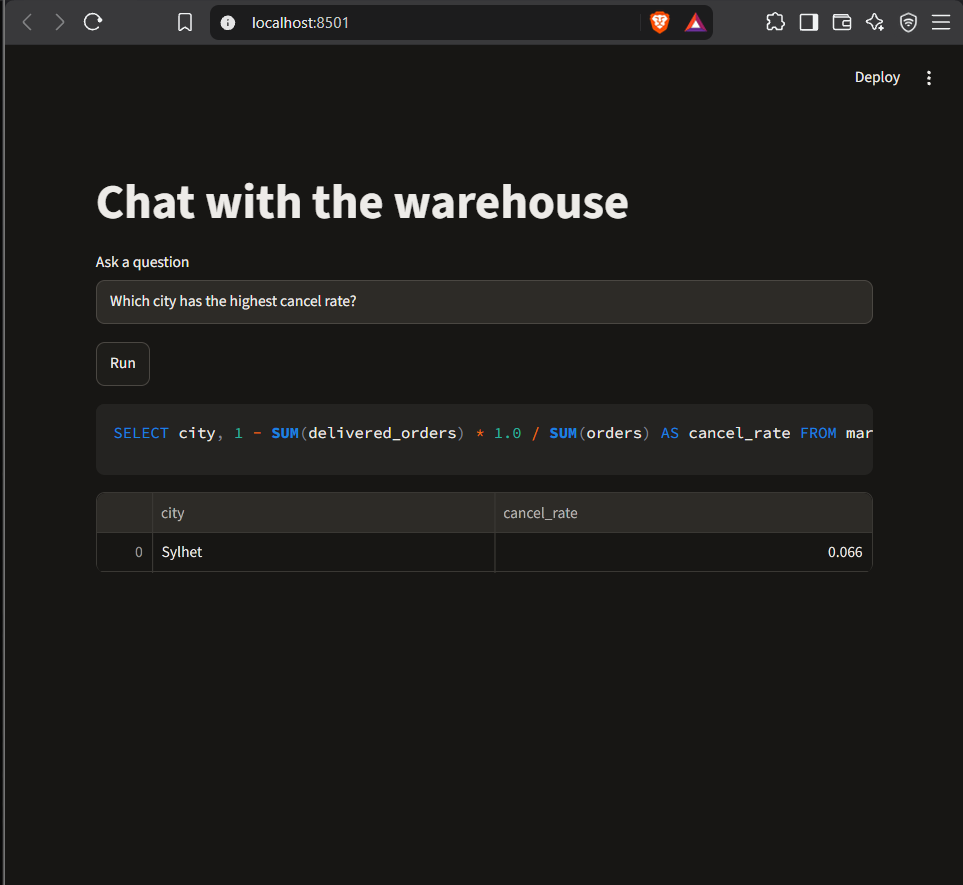 localhost:8501
Deploy
Chat with the warehouse
Ask a question
Which city has the highest cancel rate?
Run
SELECT city, 1 - SUM(delivered_orders) * 1.0 / SUM(orders) AS cancel_rate FROM mar
city cancel_rate
0 Sylhet 0.066